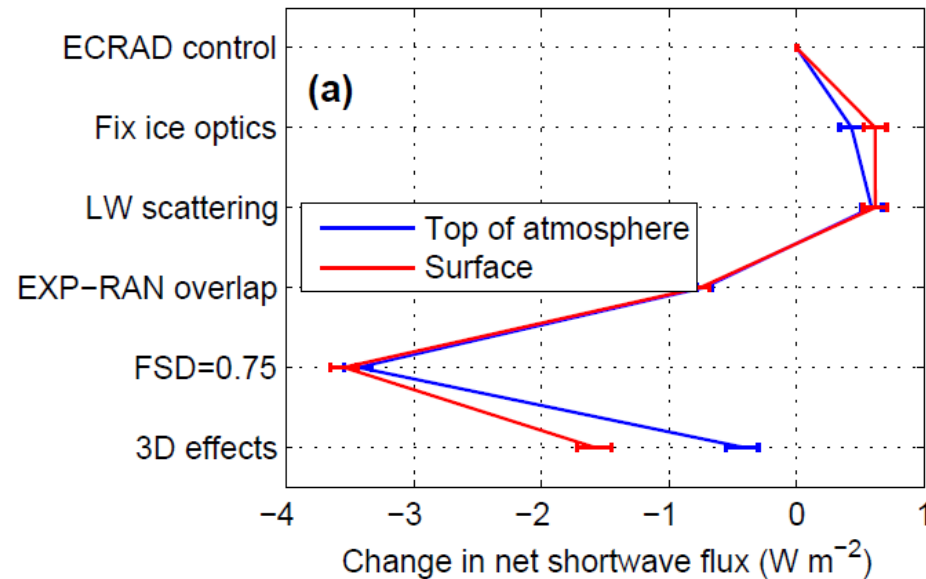 ECRAD control
(a)
Fix ice optics
LW scattering
Top of atmosphere
Surface
EXP−RAN overlap
FSD=0.75
3D effects
−4 −3 −2 −1 0 1
Change in net shortwave flux (W m⁻²)